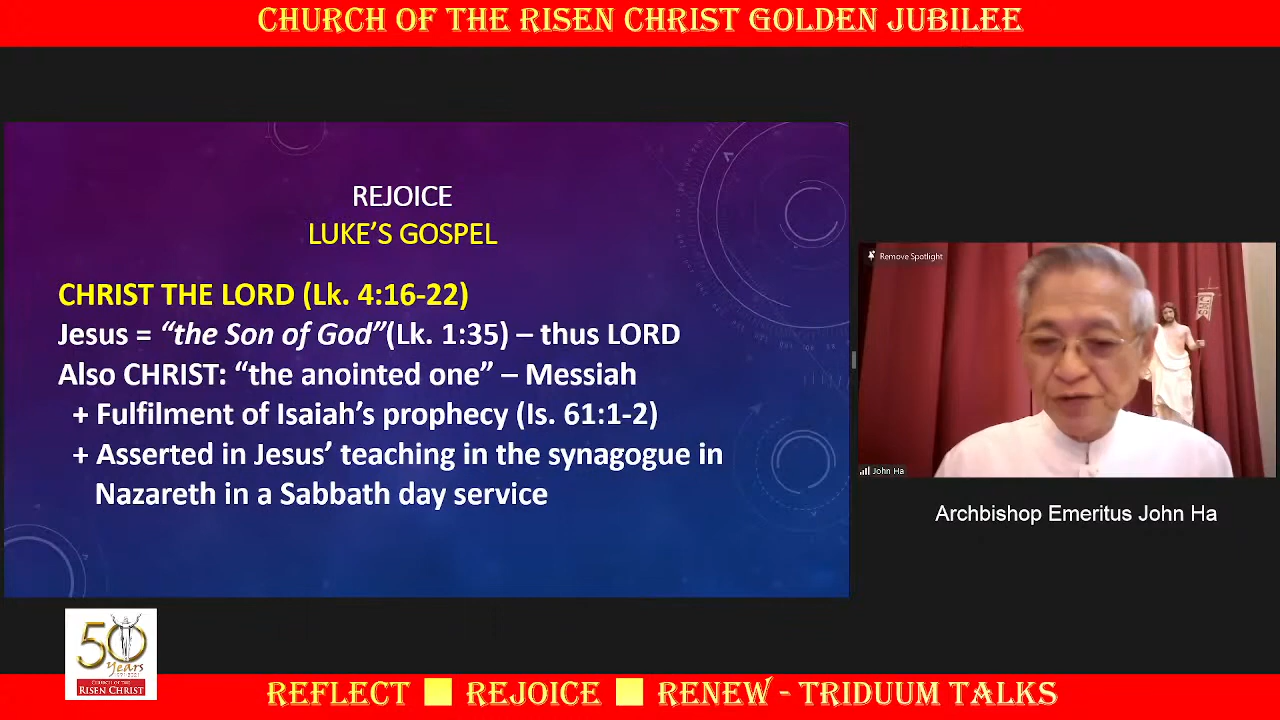 CHURCH OF THE RISEN CHRIST GOLDEN JUBILEE
REJOICE
LUKE'S GOSPEL
CHRIST THE LORD (Lk. 4:16-22)
Jesus = “the Son of God”(Lk. 1:35) – thus LORD
Also CHRIST: “the anointed one” – Messiah
+ Fulfilment of Isaiah’s prophecy (Is. 61:1-2)
+ Asserted in Jesus’ teaching in the synagogue in
Nazareth in a Sabbath day service
Remove Spotlight
John Ha
Archbishop Emeritus John Ha
50
Years
CHURCH OF THE
RISEN CHRIST
REFLECT REJOICE RENEW - TRIDUUM TALKS